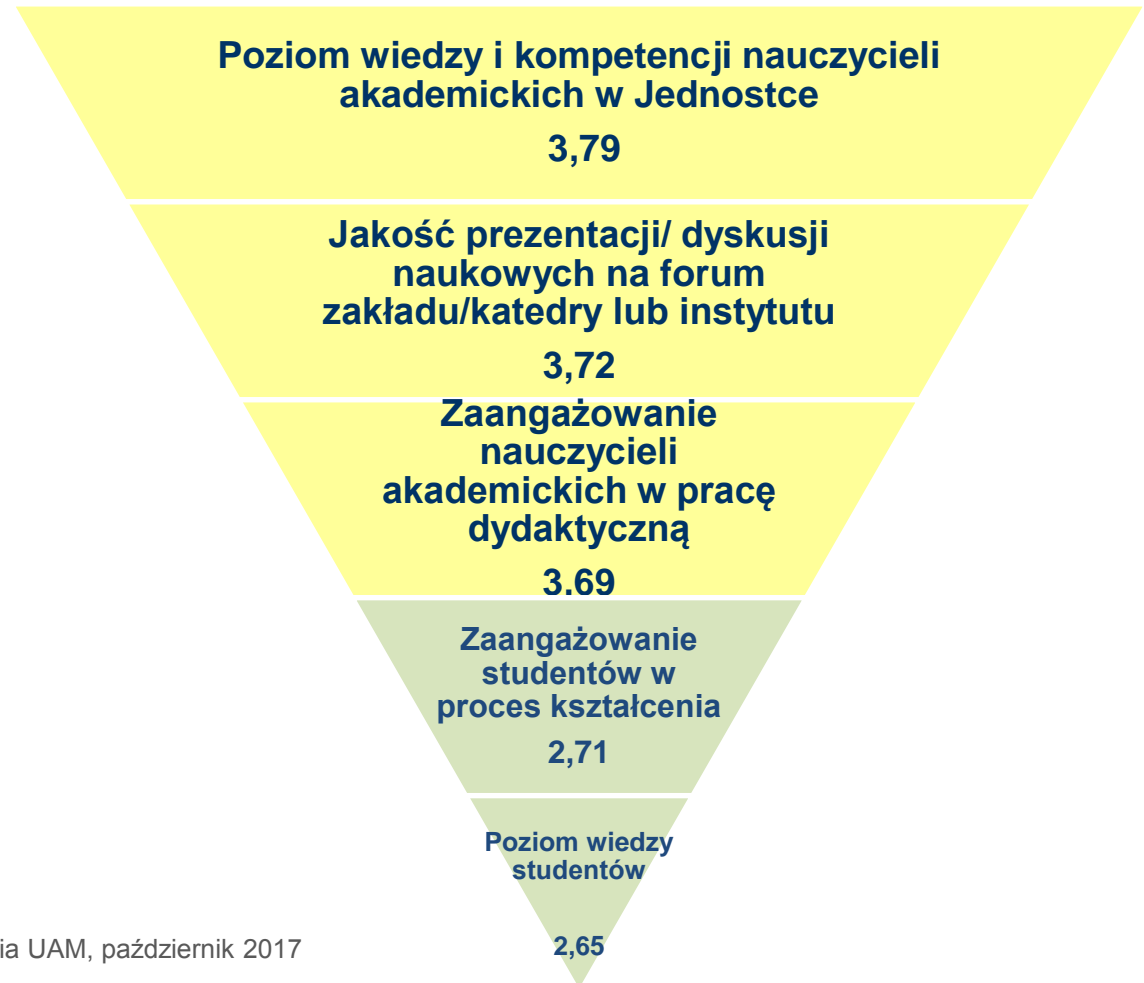 Poziom wiedzy i kompetencji nauczycieli
akademickich w Jednostce
3,79
Jakość prezentacji/ dyskusji
naukowych na forum
zakładu/katedry lub instytutu
3,72
Zaangażowanie
nauczycieli
akademickich w pracę
dydaktyczną
3.69
Zaangażowanie
studentów w
proces kształcenia
2,71
Poziom wiedzy
studentów
2,65
ia UAM, październik 2017